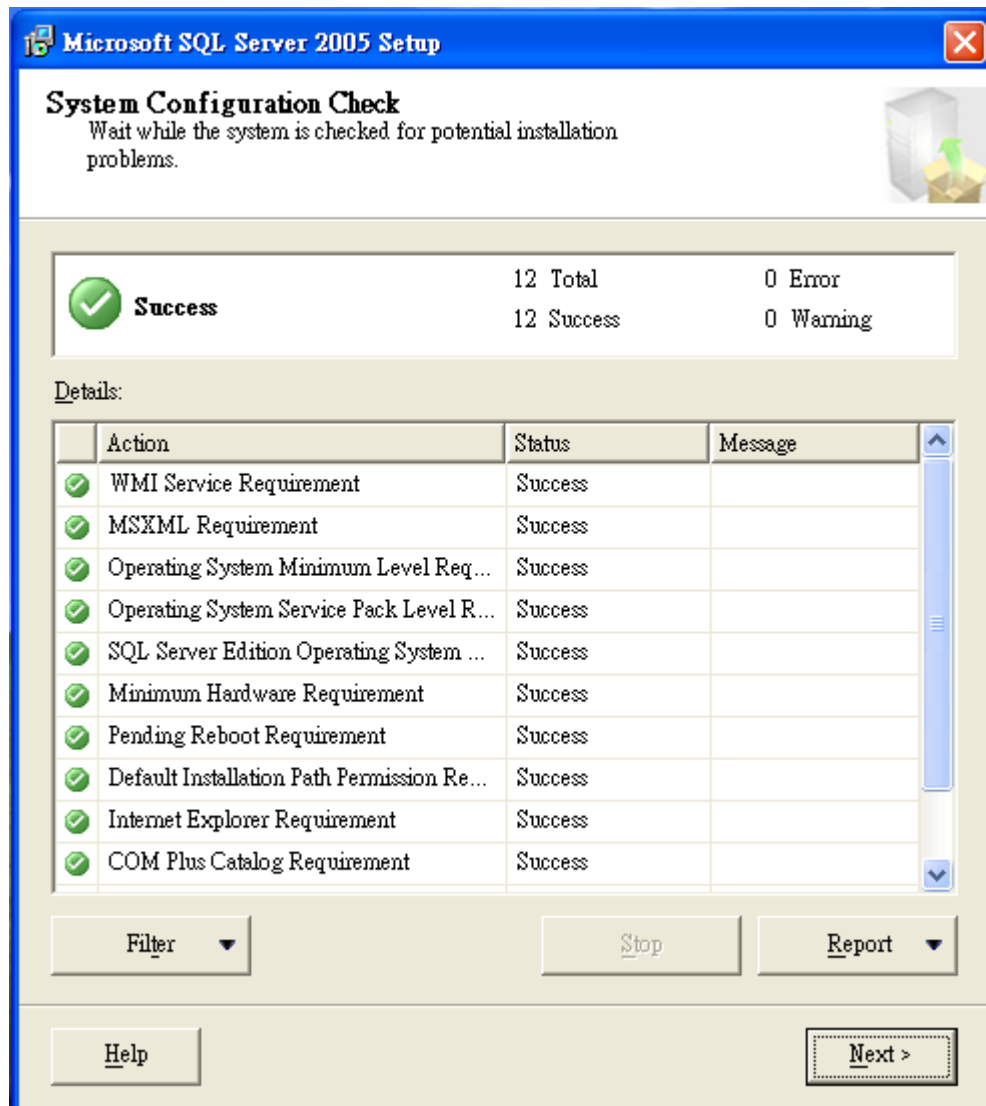 Microsoft SQL Server 2005 Setup
System Configuration Check
Wait while the system is checked for potential installation
problems.
Success 12 Total 0 Error
12 Success 0 Warning
Details:
Action Status Message
WMI Service Requirement Success
MSXML Requirement Success
Operating System Minimum Level Req... Success
Operating System Service Pack Level R... Success
SQL Server Edition Operating System ... Success
Minimum Hardware Requirement Success
Pending Reboot Requirement Success
Default Installation Path Permission Re... Success
Internet Explorer Requirement Success
COM Plus Catalog Requirement Success
Filter Stop Report
Help Next >